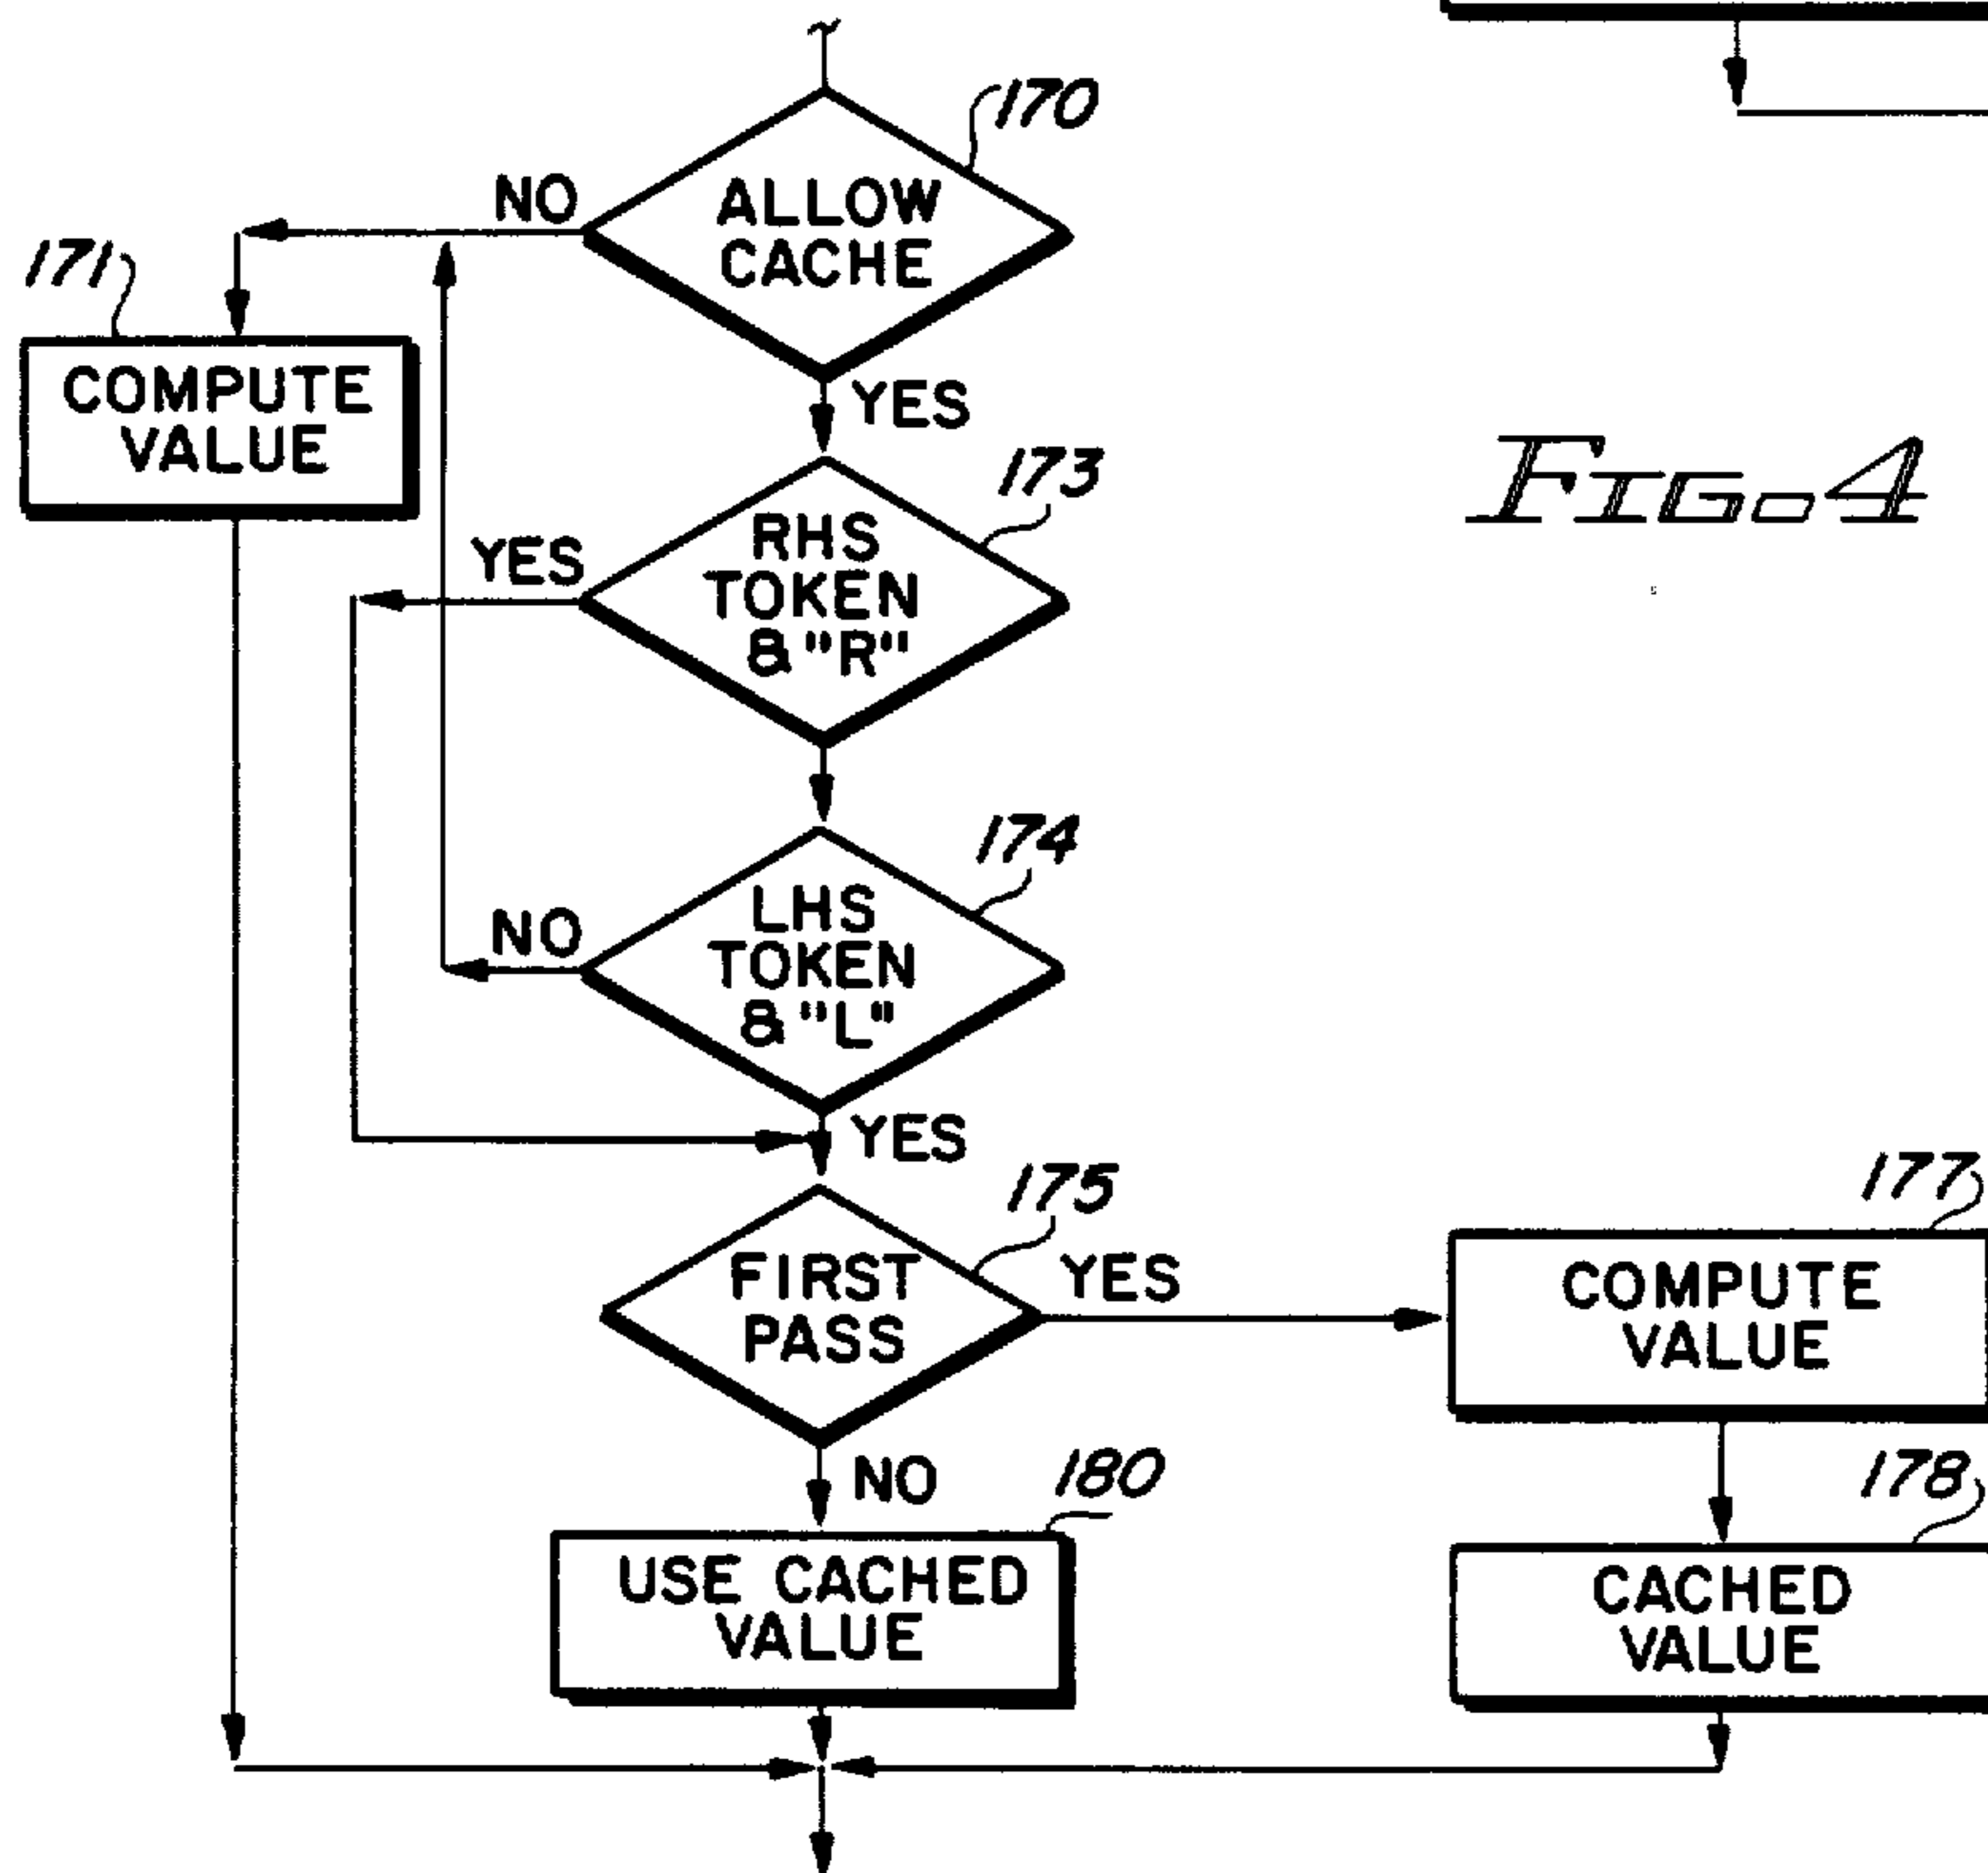 170
NO
ALLOW
CACHE
171
COMPUTE
VALUE
YES
173
FIG. 4
YES
RHS
TOKEN
& "R"
174
NO
LHS
TOKEN
& "L"
YES
175
177
FIRST
PASS
YES
COMPUTE
VALUE
NO
180
178
USE CACHED
VALUE
CACHED
VALUE